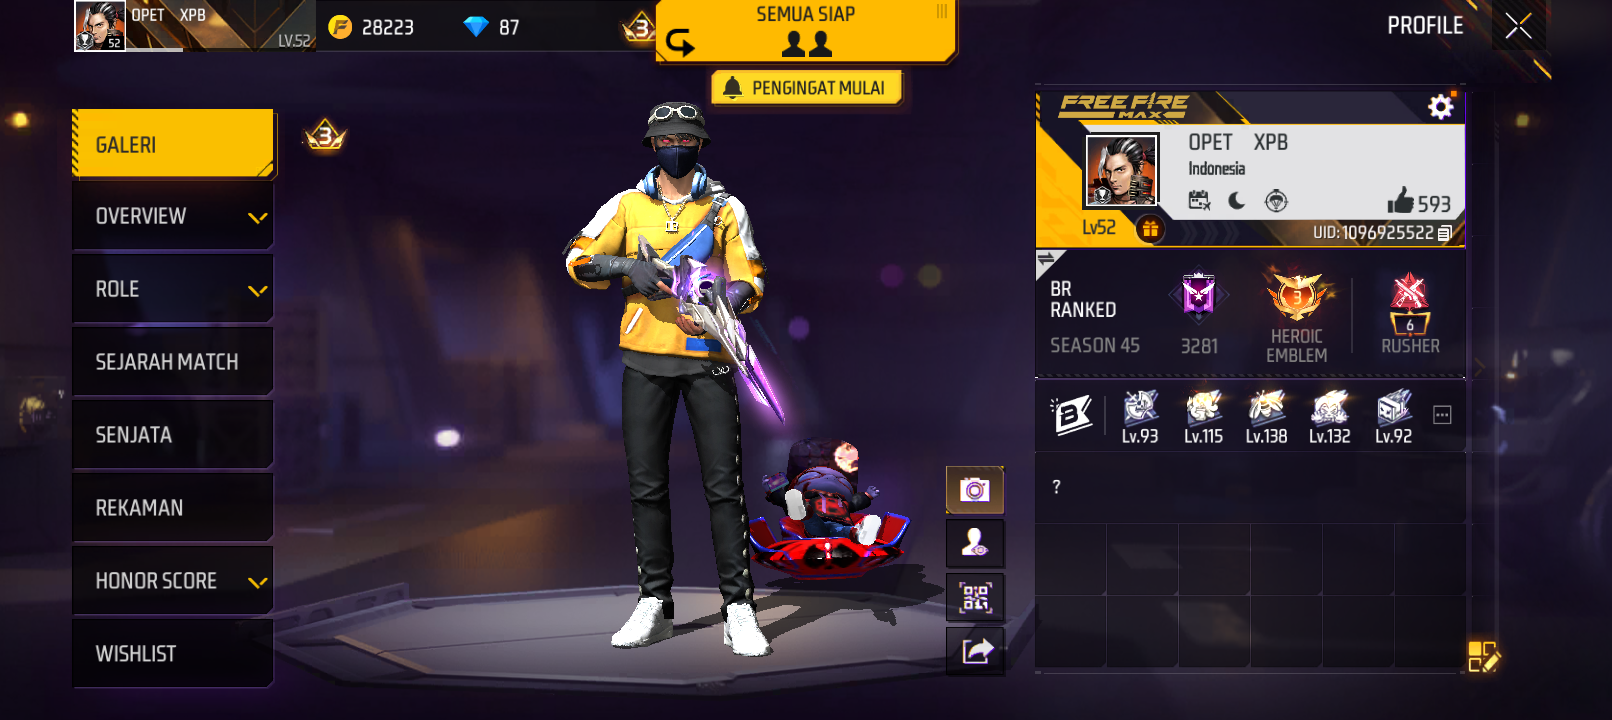 OPET XPB
52
LV.52
28223
87
3
SEMUA SIAP
PENGINGAT MULAI
PROFILE
GALERI
OVERVIEW
ROLE
SEJARAH MATCH
SENJATA
REKAMAN
HONOR SCORE
WISHLIST
3
FREE FIRE
MAX
OPET XPB
Indonesia
593
Lv52
UID: 1096925522
BR
RANKED
SEASON 45
3281
3
HEROIC
EMBLEM
6
RUSHER
B
Lv.93
Lv.115
Lv.138
Lv.132
Lv.92
?